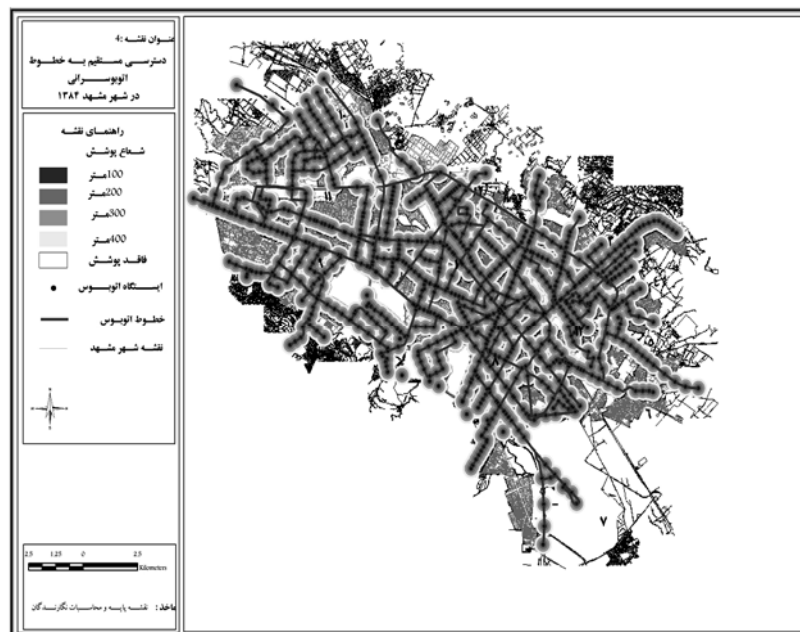 عنوان نقشه :4
دسترسی مستقیم به خطوط
اتوبوسرانی
در شهر مشهد ۱۳۸۴
راهنمای نقشه
شعاع پوشش
100متر
200متر
300متر
400متر
فاقد پوشش
ایستگاه اتوبوس
خطوط اتوبوس
نقشه شهر مشهد
2.5 1.25 0 2.5
Kilometers
ماخذ : نقشه پایه و محاسبات نگارندگان
۷